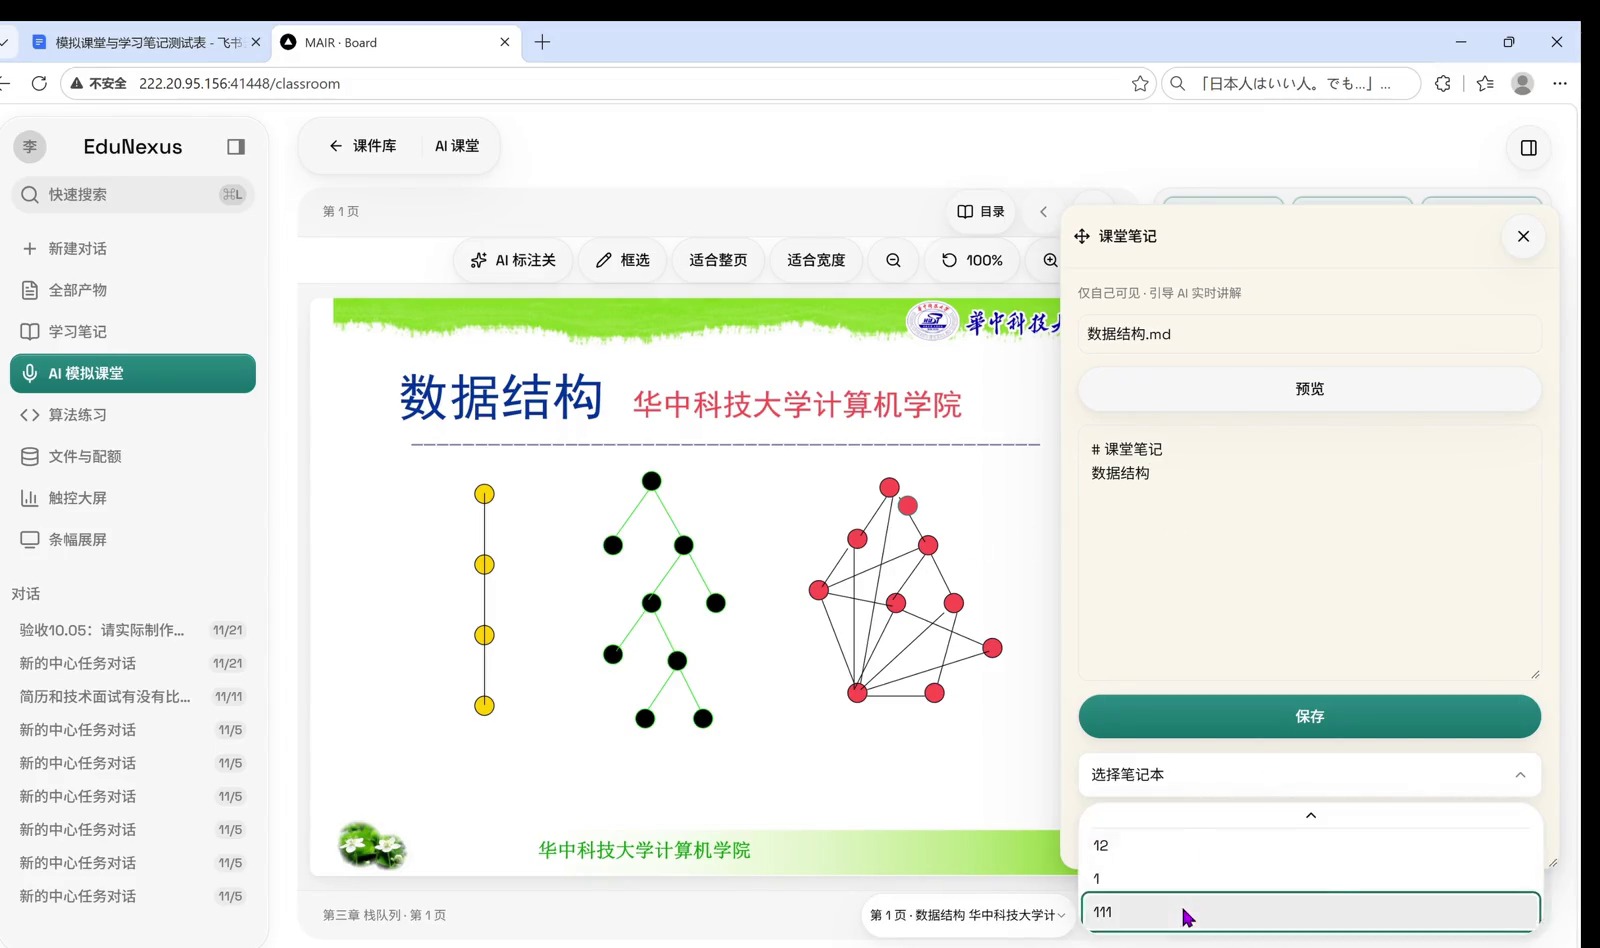 模拟课堂与学习笔记测试表 - 飞书
MAIR · Board
不安全 222.20.95.156:41448/classroom
「日本人はいい人。でも...」...
李
EduNexus
快速搜索
⌘L
新建对话
全部产物
学习笔记
AI 模拟课堂
算法练习
文件与配额
触控大屏
条幅展屏
对话
验收10.05：请实际制作... 11/21
新的中心任务对话 11/21
简历和技术面试有没有比... 11/11
新的中心任务对话 11/5
新的中心任务对话 11/5
新的中心任务对话 11/5
新的中心任务对话 11/5
新的中心任务对话 11/5
新的中心任务对话 11/5
课件库
AI 课堂
第 1 页
目录
AI 标注关
框选
适合整页
适合宽度
100%
華中科技大
数据结构 华中科技大学计算机学院
华中科技大学计算机学院
第三章 栈队列 · 第 1 页
第 1 页 · 数据结构 华中科技大学计
课堂笔记
仅自己可见 · 引导 AI 实时讲解
数据结构.md
预览
# 课堂笔记
数据结构
保存
选择笔记本
12
1
111